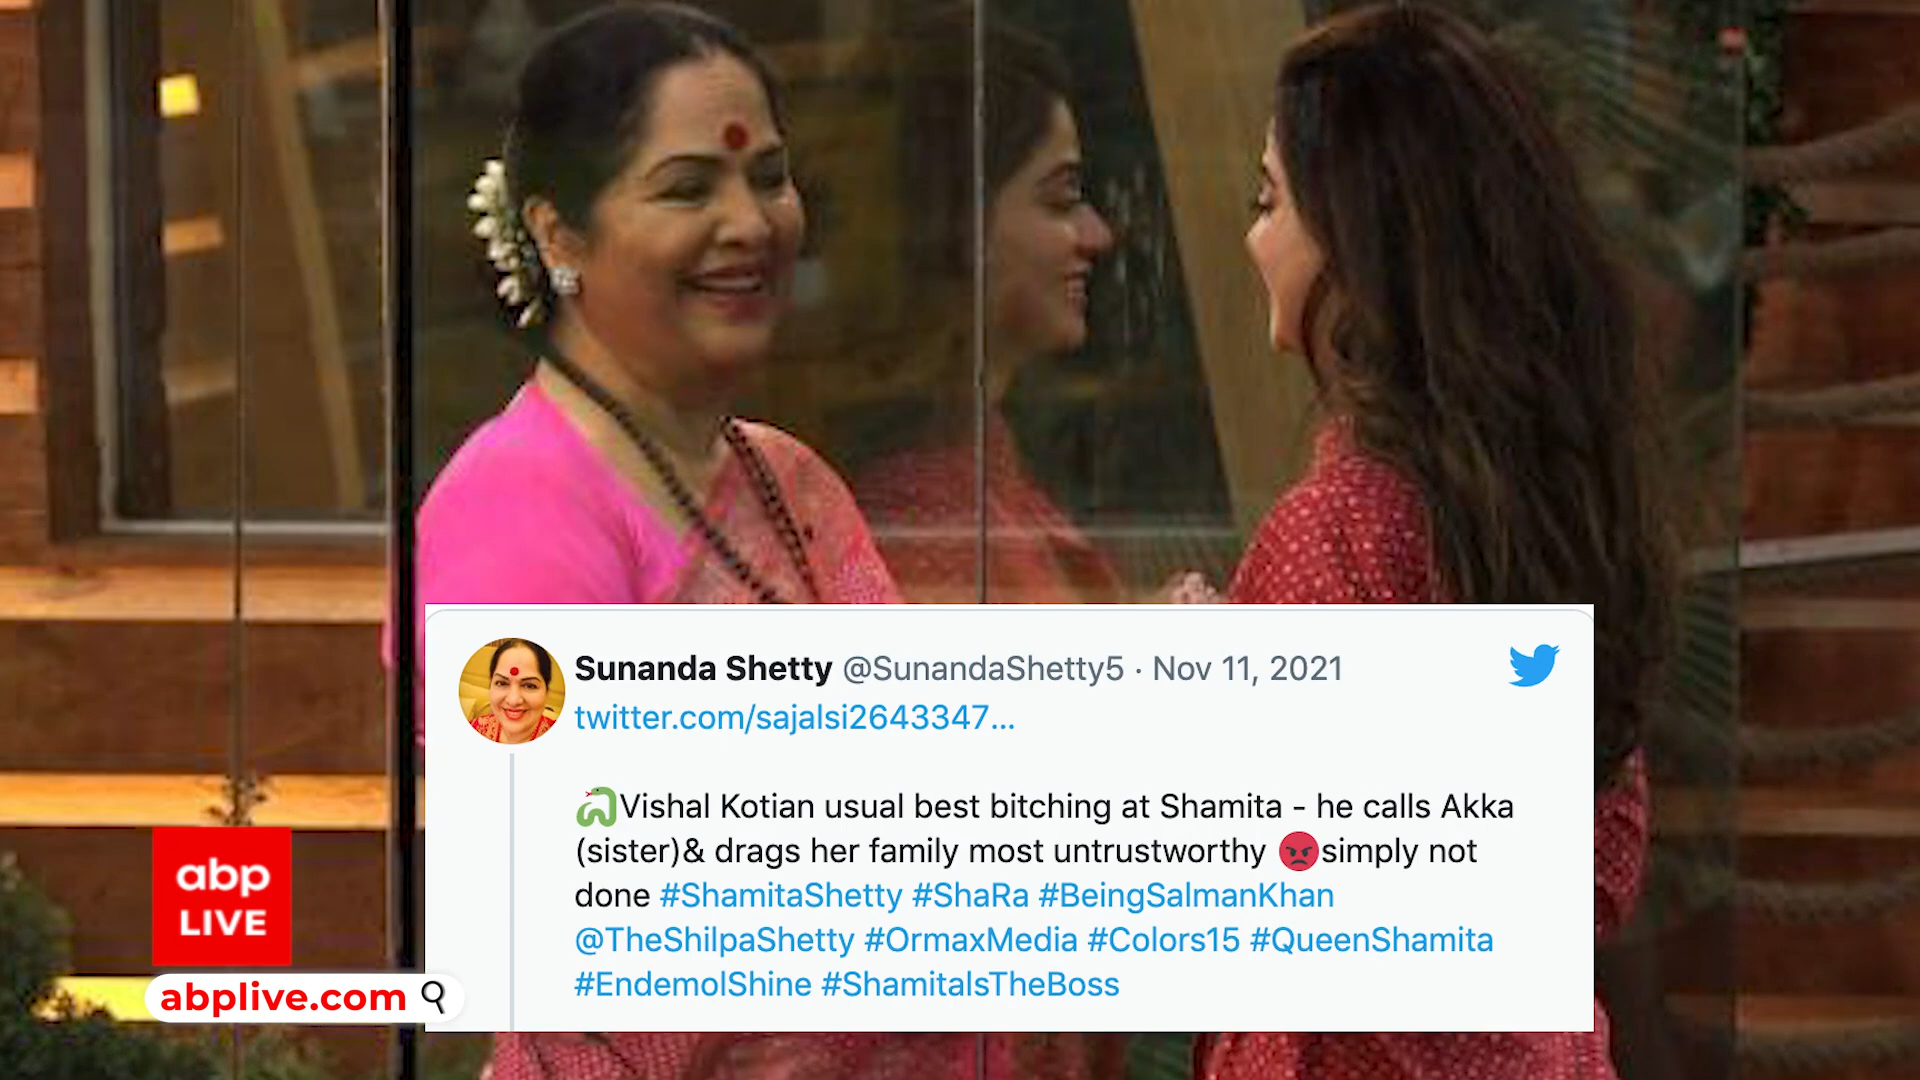 Sunanda Shetty @SunandaShetty5 · Nov 11, 2021
twitter.com/sajalsi2643347...
🐍Vishal Kotian usual best bitching at Shamita - he calls Akka
(sister)& drags her family most untrustworthy 😡simply not
done #ShamitaShetty #ShaRa #BeingSalmanKhan
@TheShilpaShetty #OrmaxMedia #Colors15 #QueenShamita
#EndemolShine #ShamitaIsTheBoss
abp
LIVE
abplive.com